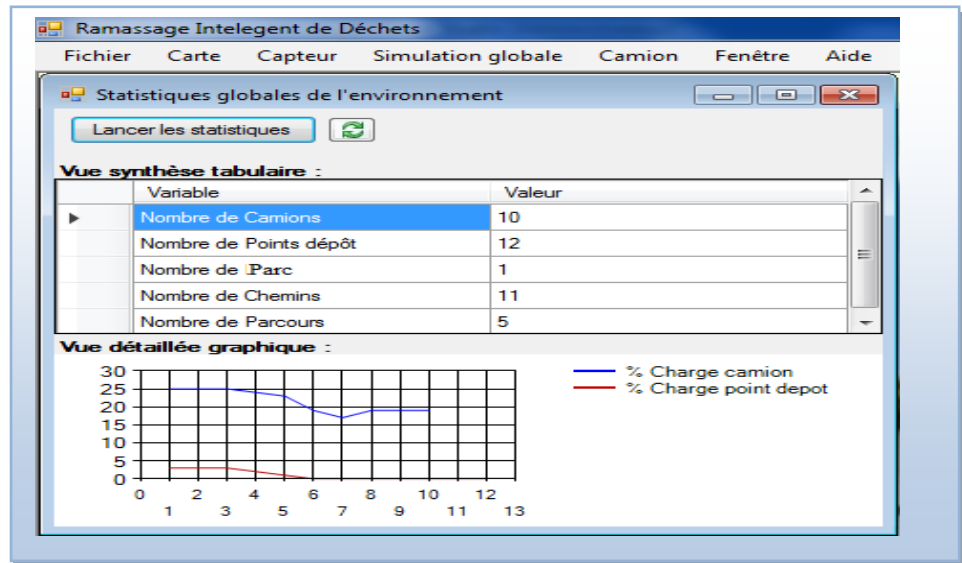 Ramassage Intelegent de Déchets
Fichier Carte Capteur Simulation globale Camion Fenêtre Aide
Statistiques globales de l'environnement
Lancer les statistiques
Vue synthèse tabulaire :
Variable Valeur
Nombre de Camions 10
Nombre de Points dépôt 12
Nombre de Parc 1
Nombre de Chemins 11
Nombre de Parcours 5
Vue détaillée graphique :
% Charge camion
% Charge point depot
30
25
20
15
10
5
0
0 2 4 6 8 10 12
1 3 5 7 9 11 13